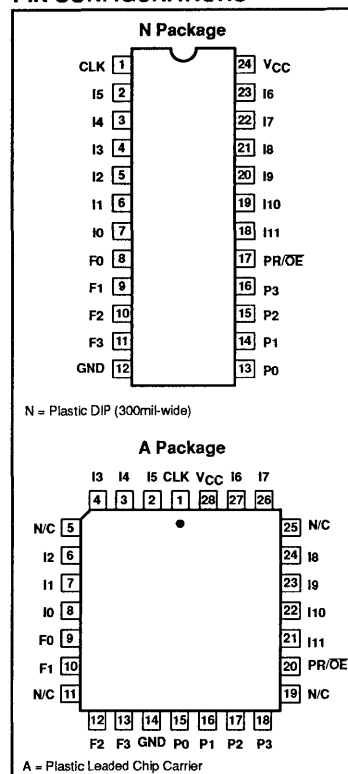 N Package
CLK 1 24 VCC
I5 2 23 I6
I4 3 22 I7
I3 4 21 I8
I2 5 20 I9
I1 6 19 I10
I0 7 18 I11
F0 8 17 PR/OE
F1 9 16 P3
F2 10 15 P2
F3 11 14 P1
GND 12 13 P0
N = Plastic DIP (300mil-wide)
A Package
I3 I4 I5 CLK VCC I6 I7
4 3 2 1 28 27 26
N/C 5 25 N/C
I2 6 24 I8
I1 7 23 I9
I0 8 22 I10
F0 9 21 I11
F1 10 20 PR/OE
N/C 11 19 N/C
12 13 14 15 16 17 18
F2 F3 GND P0 P1 P2 P3
A = Plastic Leaded Chip Carrier